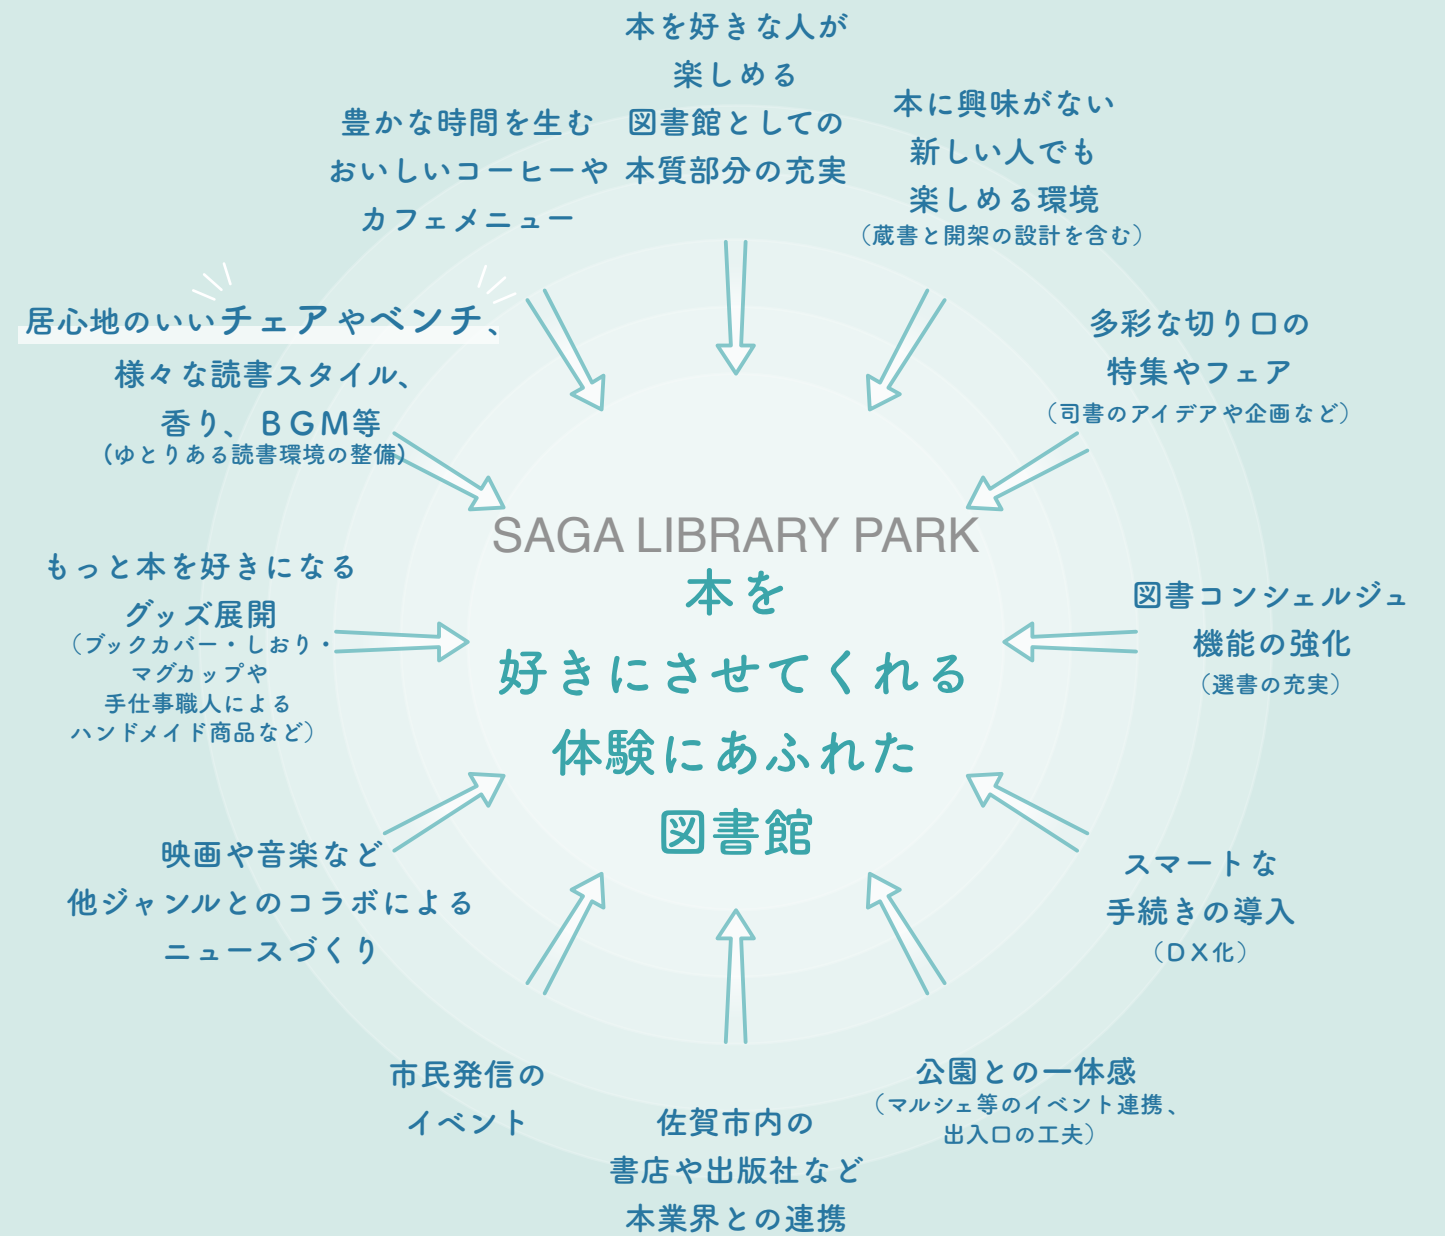 本を好きな人が
楽しめる
図書館としての
本質部分の充実
本に興味がない
新しい人でも
楽しめる環境
（蔵書と開架の設計を含む）
多彩な切り口の
特集やフェア
（司書のアイデアや企画など）
図書コンシェルジュ
機能の強化
（選書の充実）
スマートな
手続きの導入
（DX化）
公園との一体感
（マルシェ等のイベント連携、
出入口の工夫）
佐賀市内の
書店や出版社など
本業界との連携
市民発信の
イベント
映画や音楽など
他ジャンルとのコラボによる
ニュースづくり
もっと本を好きになる
グッズ展開
（ブックカバー・しおり・
マグカップや
手仕事職人による
ハンドメイド商品など）
居心地のいいチェアやベンチ、
様々な読書スタイル、
香り、BGM等
(ゆとりある読書環境の整備)
豊かな時間を生む
おいしいコーヒーや
カフェメニュー
SAGA LIBRARY PARK
本を
好きにさせてくれる
体験にあふれた
図書館